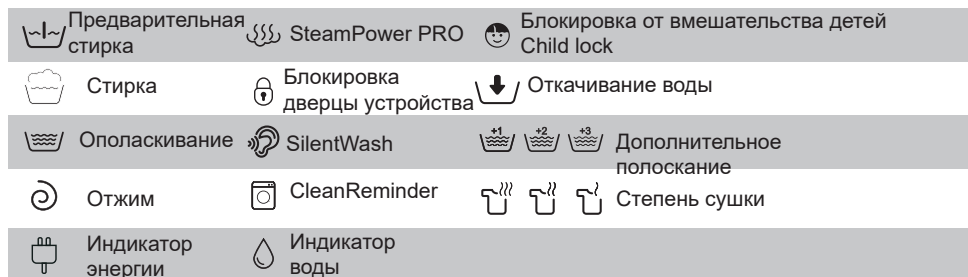 Предварительная стирка
SteamPower PRO
Блокировка от вмешательства детей
Child lock
Стирка
Блокировка
дверцы устройства
Откачивание воды
Ополаскивание
SilentWash
+1 +2 +3
Дополнительное
полоскание
Отжим
CleanReminder
Степень сушки
Индикатор
энергии
Индикатор
воды